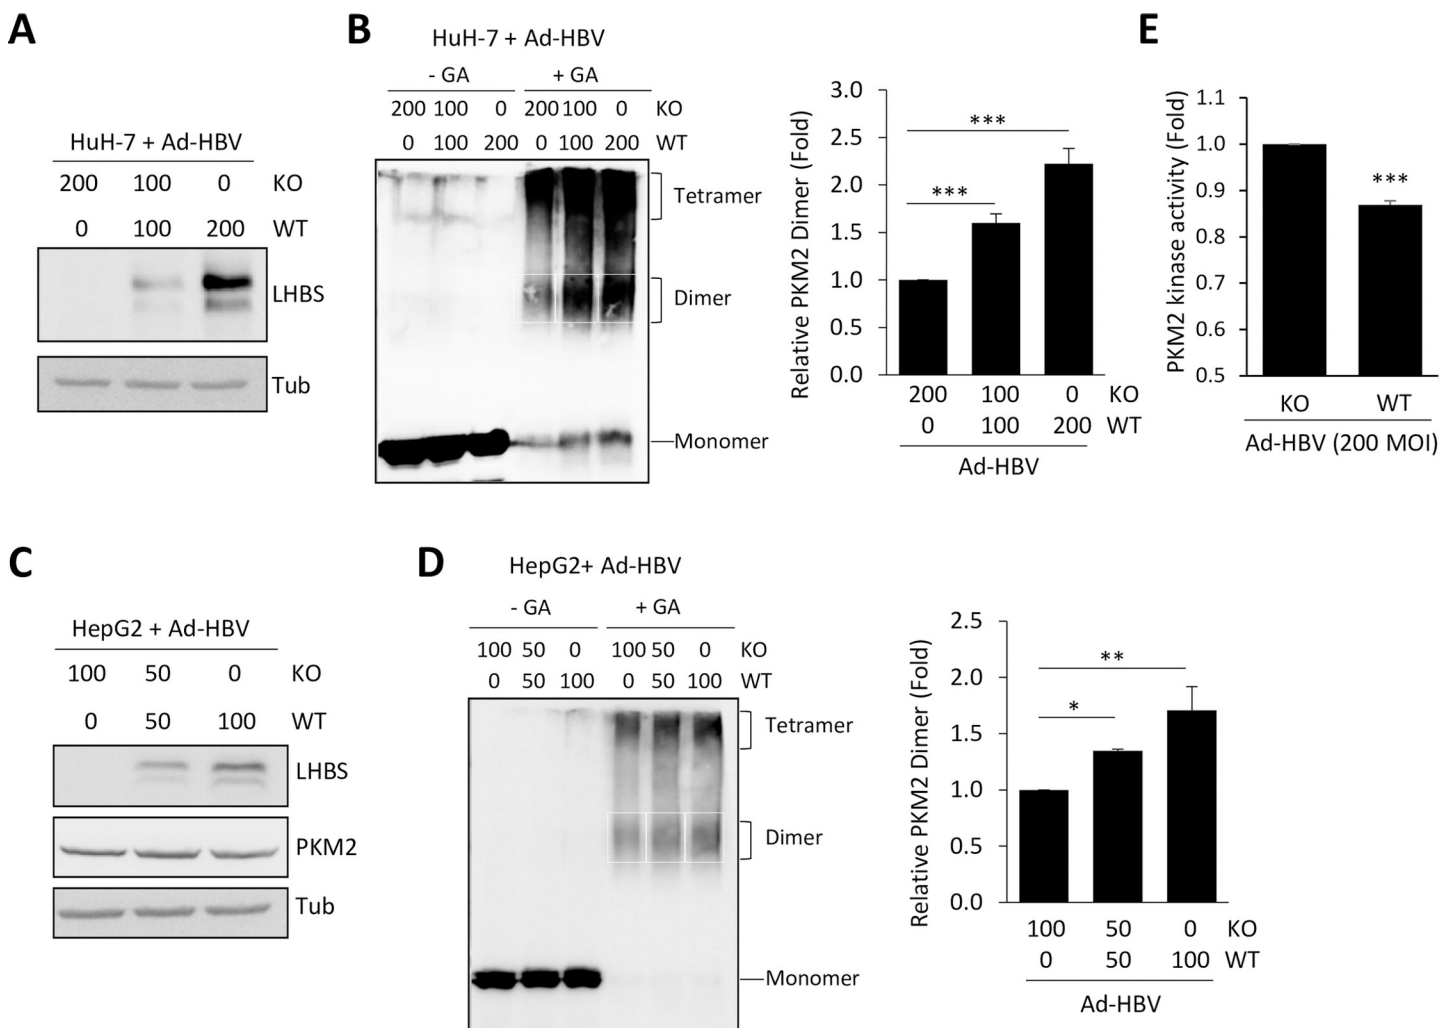 A
HuH-7 + Ad-HBV
200 100 0 KO
0 100 200 WT
LHBS
Tub
B
HuH-7 + Ad-HBV
- GA + GA
200 100 0 200 100 0 KO
0 100 200 0 100 200 WT
Tetramer
Dimer
Monomer
Relative PKM2 Dimer (Fold)
3.0
2.5
2.0
1.5
1.0
0.5
0.0
***
***
200 100 0 KO
0 100 200 WT
Ad-HBV
E
PKM2 kinase activity (Fold)
1.1
1.0
0.9
0.8
0.7
0.6
0.5
***
KO WT
Ad-HBV (200 MOI)
C
HepG2 + Ad-HBV
100 50 0 KO
0 50 100 WT
LHBS
PKM2
Tub
D
HepG2+ Ad-HBV
- GA + GA
100 50 0 100 50 0 KO
0 50 100 0 50 100 WT
Tetramer
Dimer
Monomer
Relative PKM2 Dimer (Fold)
2.5
2.0
1.5
1.0
0.5
0.0
**
*
100 50 0 KO
0 50 100 WT
Ad-HBV